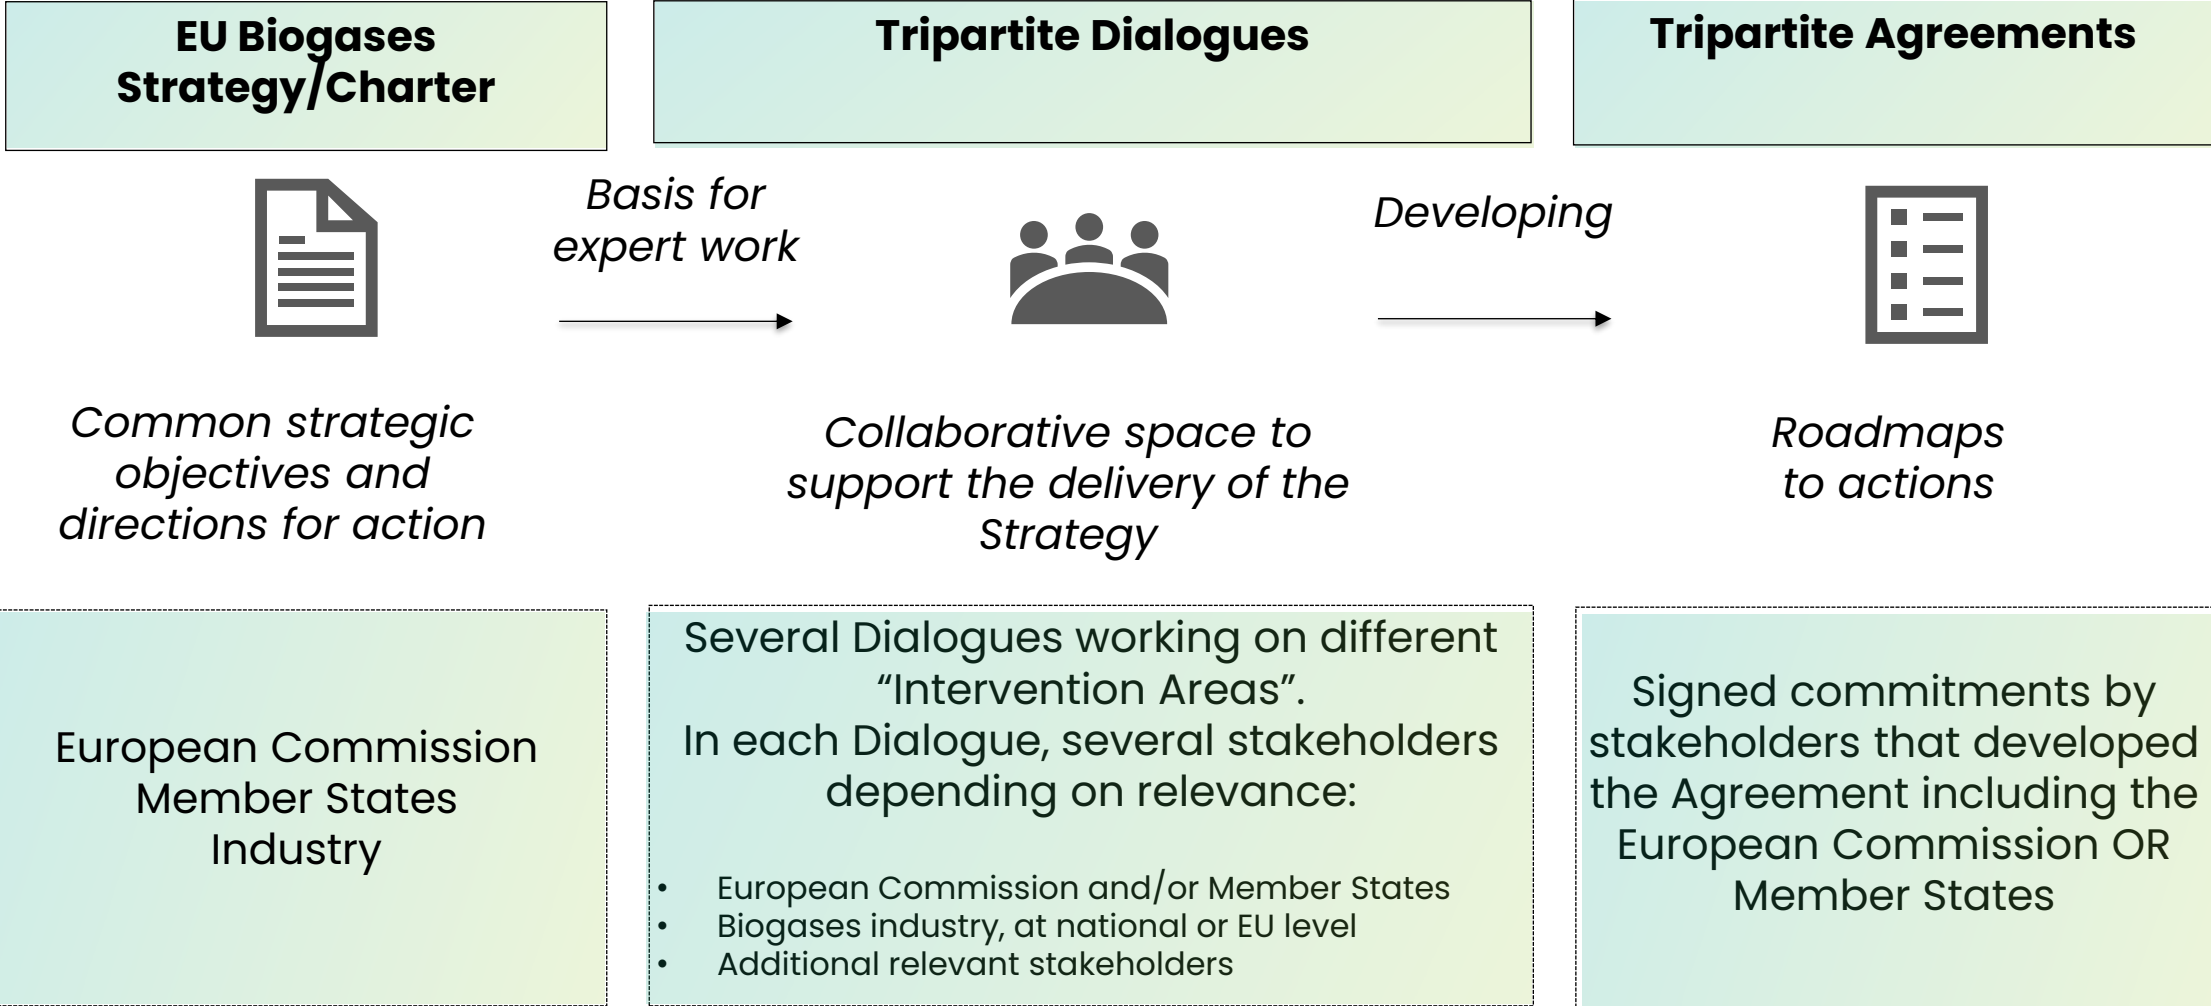 EU Biogases
Strategy/Charter
Tripartite Dialogues
Tripartite Agreements
Basis for
expert work
Developing
Common strategic
objectives and
directions for action
Collaborative space to
support the delivery of the
Strategy
Roadmaps
to actions
European Commission
Member States
Industry
Several Dialogues working on different
“Intervention Areas”.
In each Dialogue, several stakeholders
depending on relevance:
• European Commission and/or Member States
• Biogases industry, at national or EU level
• Additional relevant stakeholders
Signed commitments by
stakeholders that developed
the Agreement including the
European Commission OR
Member States